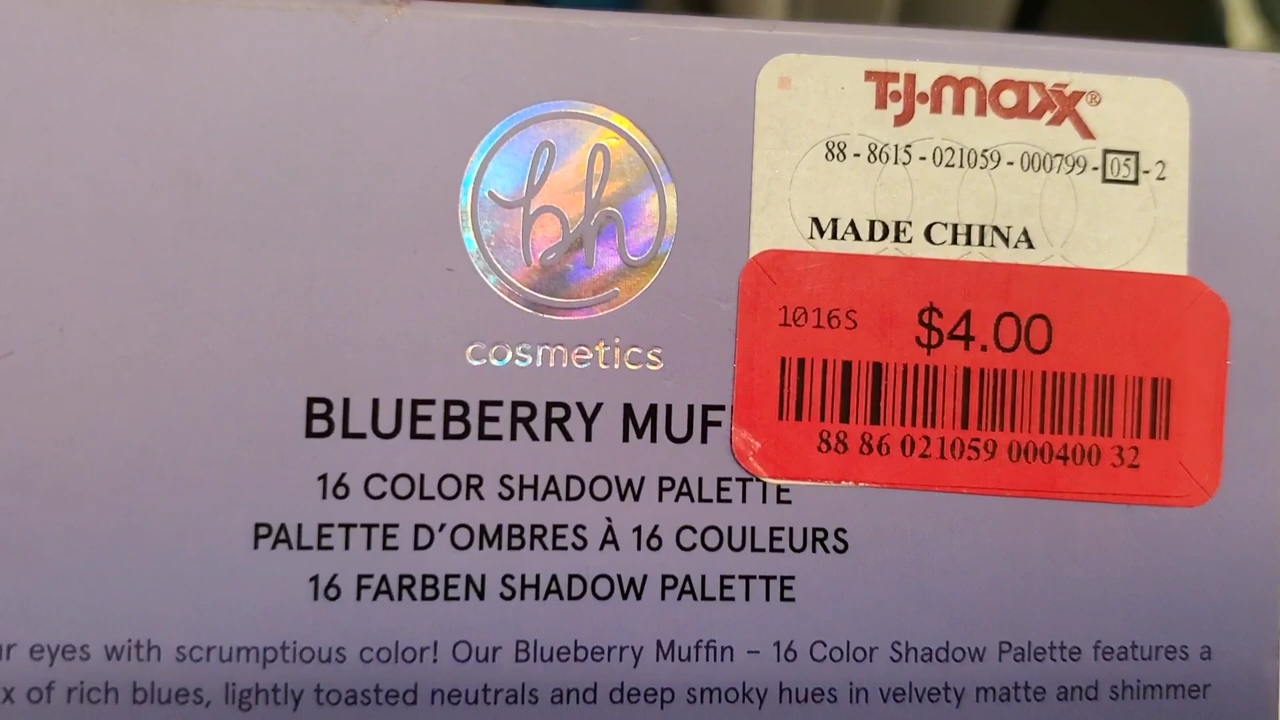 bh
cosmetics
BLUEBERRY MUF
16 COLOR SHADOW PALETTE
PALETTE D'OMBRES À 16 COULEURS
16 FARBEN SHADOW PALETTE
eyes with scrumptious color! Our Blueberry Muffin – 16 Color Shadow Palette features a
of rich blues, lightly toasted neutrals and deep smoky hues in velvety matte and shimmer
T·J·maxx®
88 - 8615 - 021059 - 000799 - 05 - 2
MADE CHINA
1016S $4.00
88 86 021059 000400 32